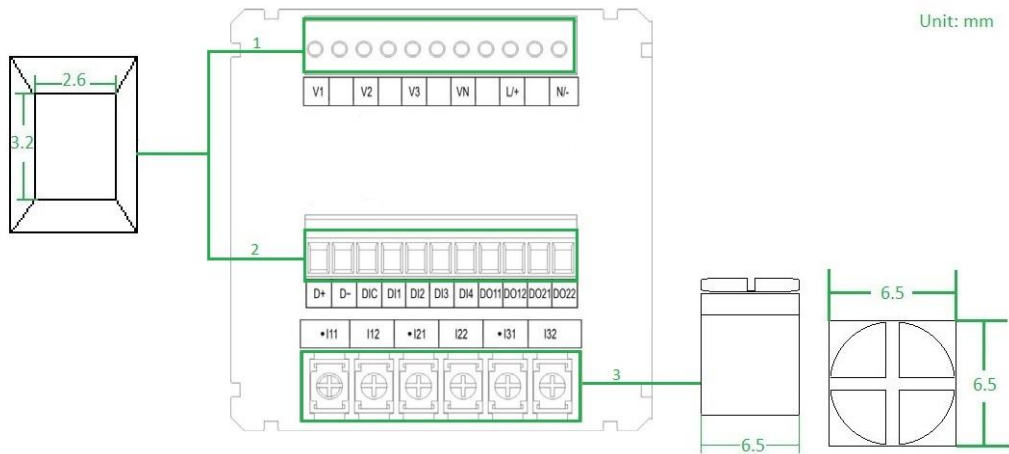 Unit: mm
1
V1 V2 V3 VN L/+ N/-
2.6
3.2
2
D+ D- DIC DI1 DI2 DI3 DI4 DO11 DO12 DO21 DO22
•I11 I12 •I21 I22 •I31 I32
3
6.5
6.5
6.5